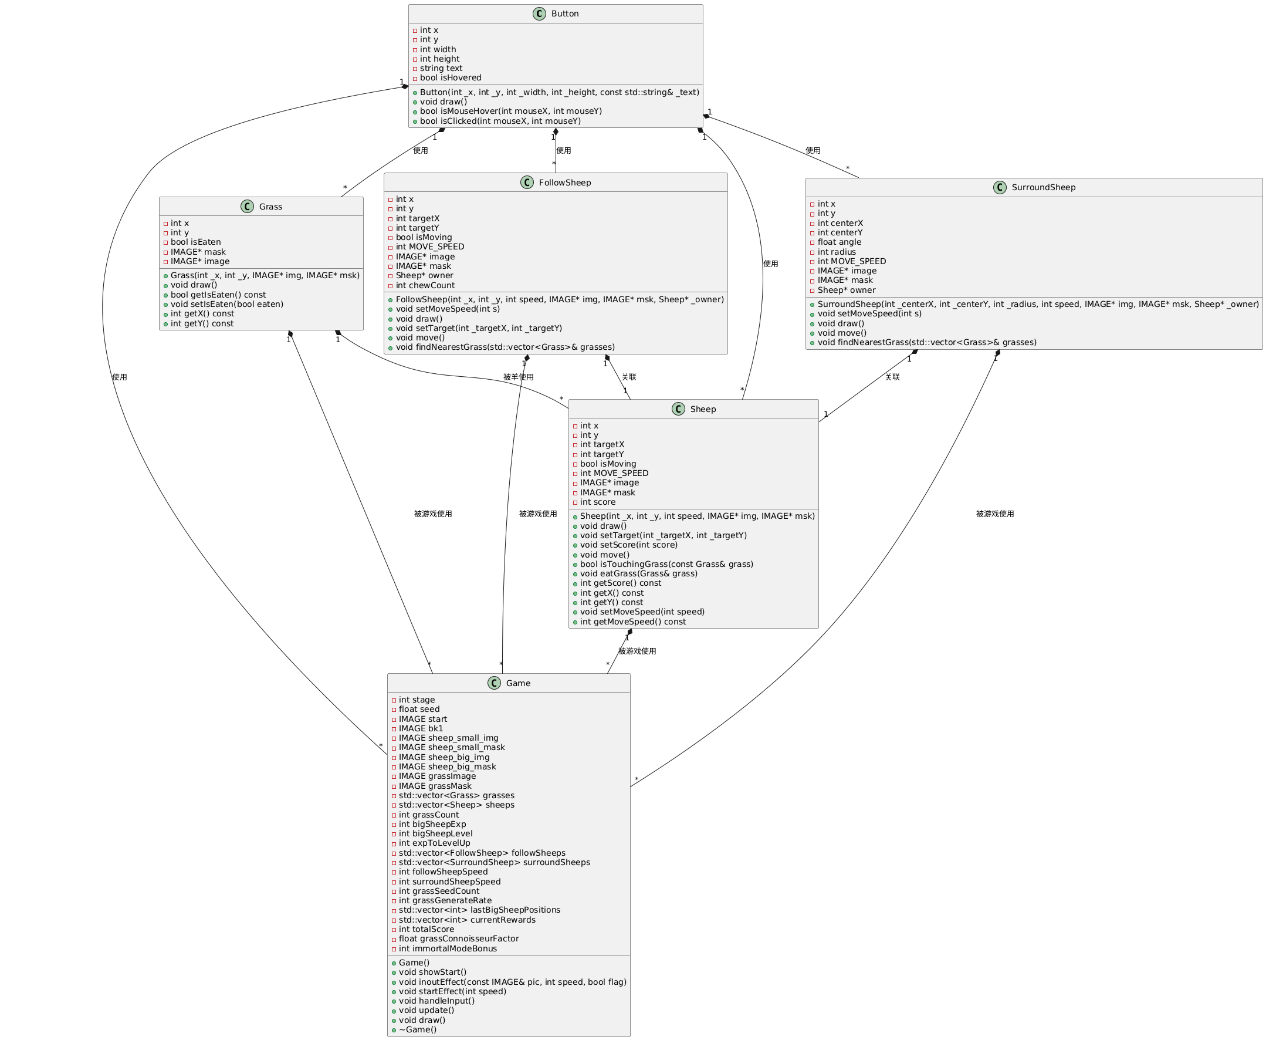 C Button
int x
int y
int width
int height
string text
bool isHovered
Button(int _x, int _y, int _width, int _height, const std::string& _text)
void draw()
bool isMouseHover(int mouseX, int mouseY)
bool isClicked(int mouseX, int mouseY)
1
1
1
1
1
使用
使用
使用
*
*
*
C Grass
int x
int y
bool isEaten
IMAGE* mask
IMAGE* image
Grass(int _x, int _y, IMAGE* img, IMAGE* msk)
void draw()
bool getIsEaten() const
void setIsEaten(bool eaten)
int getX() const
int getY() const
C FollowSheep
int x
int y
int targetX
int targetY
bool isMoving
int MOVE_SPEED
IMAGE* image
IMAGE* mask
Sheep* owner
int chewCount
FollowSheep(int _x, int _y, int speed, IMAGE* img, IMAGE* msk, Sheep* _owner)
void setMoveSpeed(int s)
void draw()
void setTarget(int _targetX, int _targetY)
void move()
void findNearestGrass(std::vector<Grass>& grasses)
使用
C SurroundSheep
int x
int y
int centerX
int centerY
float angle
int radius
int MOVE_SPEED
IMAGE* image
IMAGE* mask
Sheep* owner
SurroundSheep(int _centerX, int _centerY, int _radius, int speed, IMAGE* img, IMAGE* msk, Sheep* _owner)
void setMoveSpeed(int s)
void draw()
void move()
void findNearestGrass(std::vector<Grass>& grasses)
1
1
1
1
1
1
使用
被羊使用
关联
关联
*
1
*
1
C Sheep
int x
int y
int targetX
int targetY
bool isMoving
int MOVE_SPEED
IMAGE* image
IMAGE* mask
int score
Sheep(int _x, int _y, int speed, IMAGE* img, IMAGE* msk)
void draw()
void setTarget(int _targetX, int _targetY)
void setScore(int score)
void move()
bool isTouchingGrass(const Grass& grass)
void eatGrass(Grass& grass)
int getScore() const
int getX() const
int getY() const
void setMoveSpeed(int speed)
int getMoveSpeed() const
被游戏使用
被游戏使用
被游戏使用
1
被游戏使用
*
*
*
*
*
C Game
int stage
float seed
IMAGE start
IMAGE bk1
IMAGE sheep_small_img
IMAGE sheep_small_mask
IMAGE sheep_big_img
IMAGE sheep_big_mask
IMAGE grassImage
IMAGE grassMask
std::vector<Grass> grasses
std::vector<Sheep> sheeps
int grassCount
int bigSheepExp
int bigSheepLevel
int expToLevelUp
std::vector<FollowSheep> followSheeps
std::vector<SurroundSheep> surroundSheeps
int followSheepSpeed
int surroundSheepSpeed
int grassSeedCount
int grassGenerateRate
std::vector<int> lastBigSheepPositions
std::vector<int> currentRewards
int totalScore
float grassConnoisseurFactor
int immortalModeBonus
Game()
void showStart()
void inoutEffect(const IMAGE& pic, int speed, bool flag)
void startEffect(int speed)
void handleInput()
void update()
void draw()
~Game()